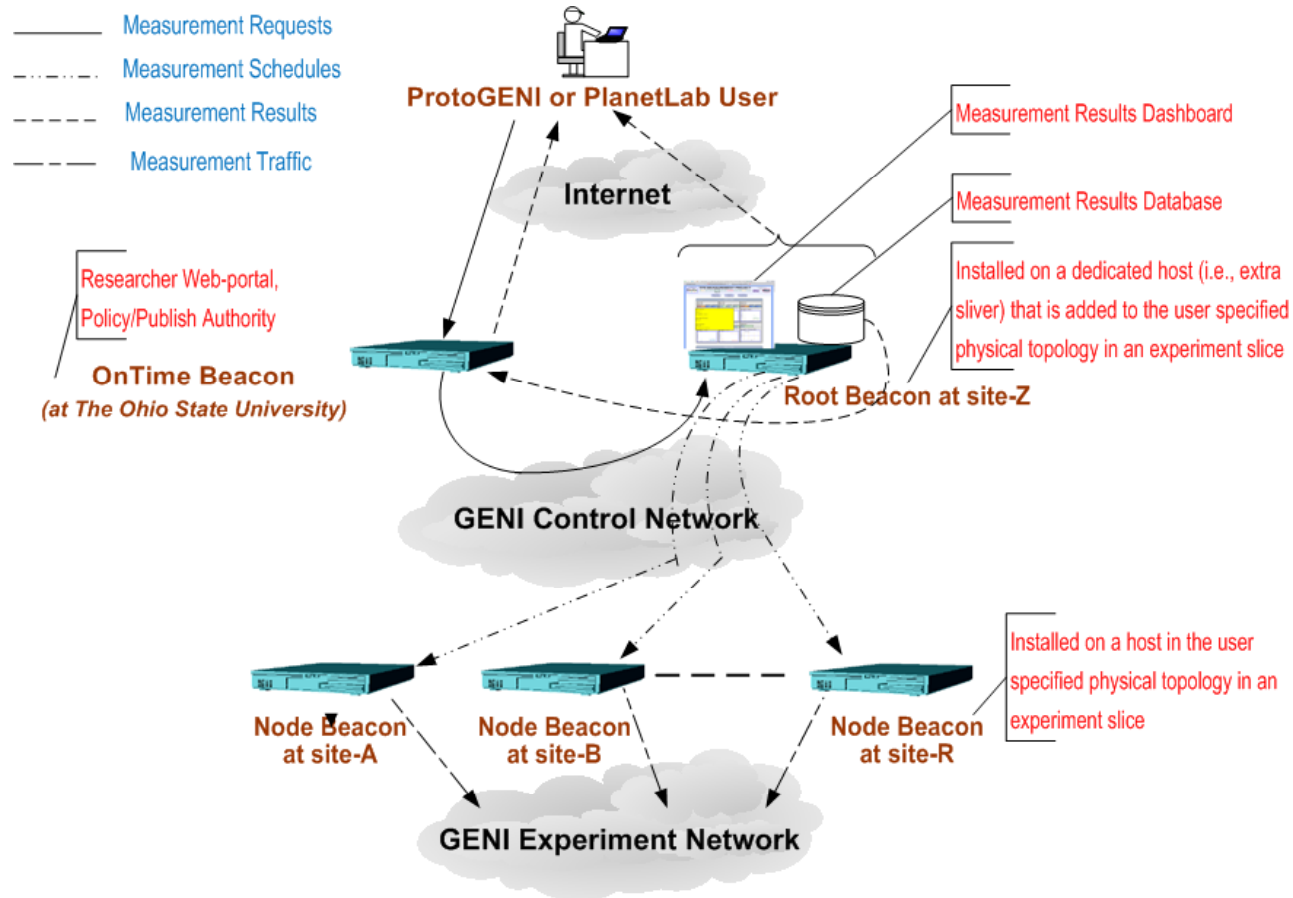 Measurement Requests
Measurement Schedules
Measurement Results
Measurement Traffic
ProtoGENI or PlanetLab User
Internet
Measurement Results Dashboard
Measurement Results Database
Installed on a dedicated host (i.e., extra
sliver) that is added to the user specified
physical topology in an experiment slice
Researcher Web-portal,
Policy/Publish Authority
OnTime Beacon
(at The Ohio State University)
Root Beacon at site-Z
GENI Control Network
Node Beacon
at site-A
Node Beacon
at site-B
Node Beacon
at site-R
Installed on a host in the user
specified physical topology in an
experiment slice
GENI Experiment Network